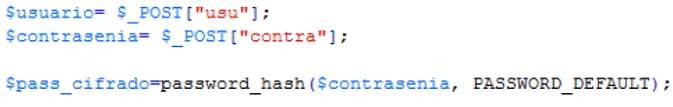 $usuario= $_POST["usu"];
$contrasenia= $_POST["contra"];
$pass_cifrado=password_hash($contrasenia, PASSWORD_DEFAULT);